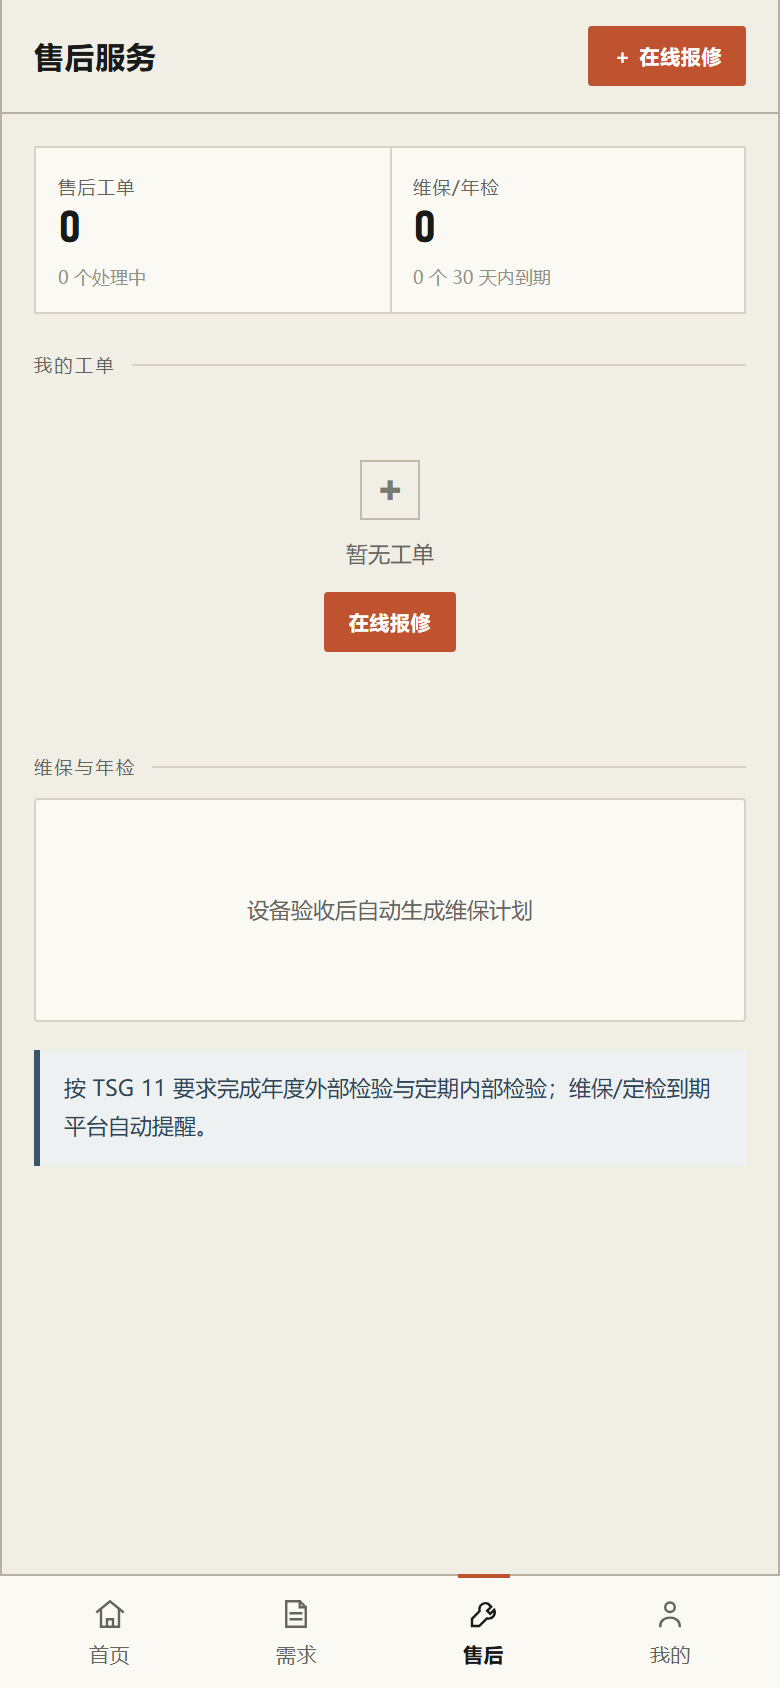 售后服务
+ 在线报修
售后工单
0
0 个处理中
维保/年检
0
0 个 30 天内到期
我的工单
暂无工单
在线报修
维保与年检
设备验收后自动生成维保计划
按 TSG 11 要求完成年度外部检验与定期内部检验；维保/定检到期
平台自动提醒。
首页
需求
售后
我的